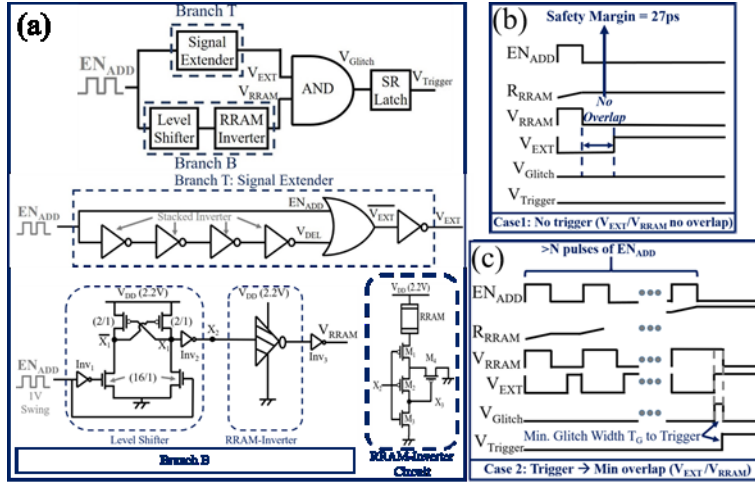 (a)
Branch T
Signal Extender
EN_ADD
V_EXT
V_RRAM
AND
V_Glitch
SR Latch
V_Trigger
Level Shifter
RRAM Inverter
Branch B
Branch T: Signal Extender
EN_ADD
Stacked Inverter
EN_ADD
V_DEL
V_EXT
V_EXT
V_DD (2.2V)
(2/1)
(2/1)
X_1
X_1
X_2
Inv_2
EN_ADD
Inv_1
(16/1)
1V Swing
Level Shifter
V_DD (2.2V)
V_RRAM
Inv_3
RRAM-Inverter
V_DD (2.2V)
RRAM
M_1
M_4
M_2
M_3
RRAM-Inverter Circuit
Branch B
(b)
Safety Margin = 27ps
EN_ADD
R_RRAM
No Overlap
V_RRAM
V_EXT
V_Glitch
V_Trigger
Case1: No trigger (V_EXT/V_RRAM no overlap)
(c)
>N pulses of EN_ADD
EN_ADD
R_RRAM
V_RRAM
V_EXT
V_Glitch
Min. Glitch Width T_G to Trigger
V_Trigger
Case 2: Trigger → Min overlap (V_EXT/V_RRAM)